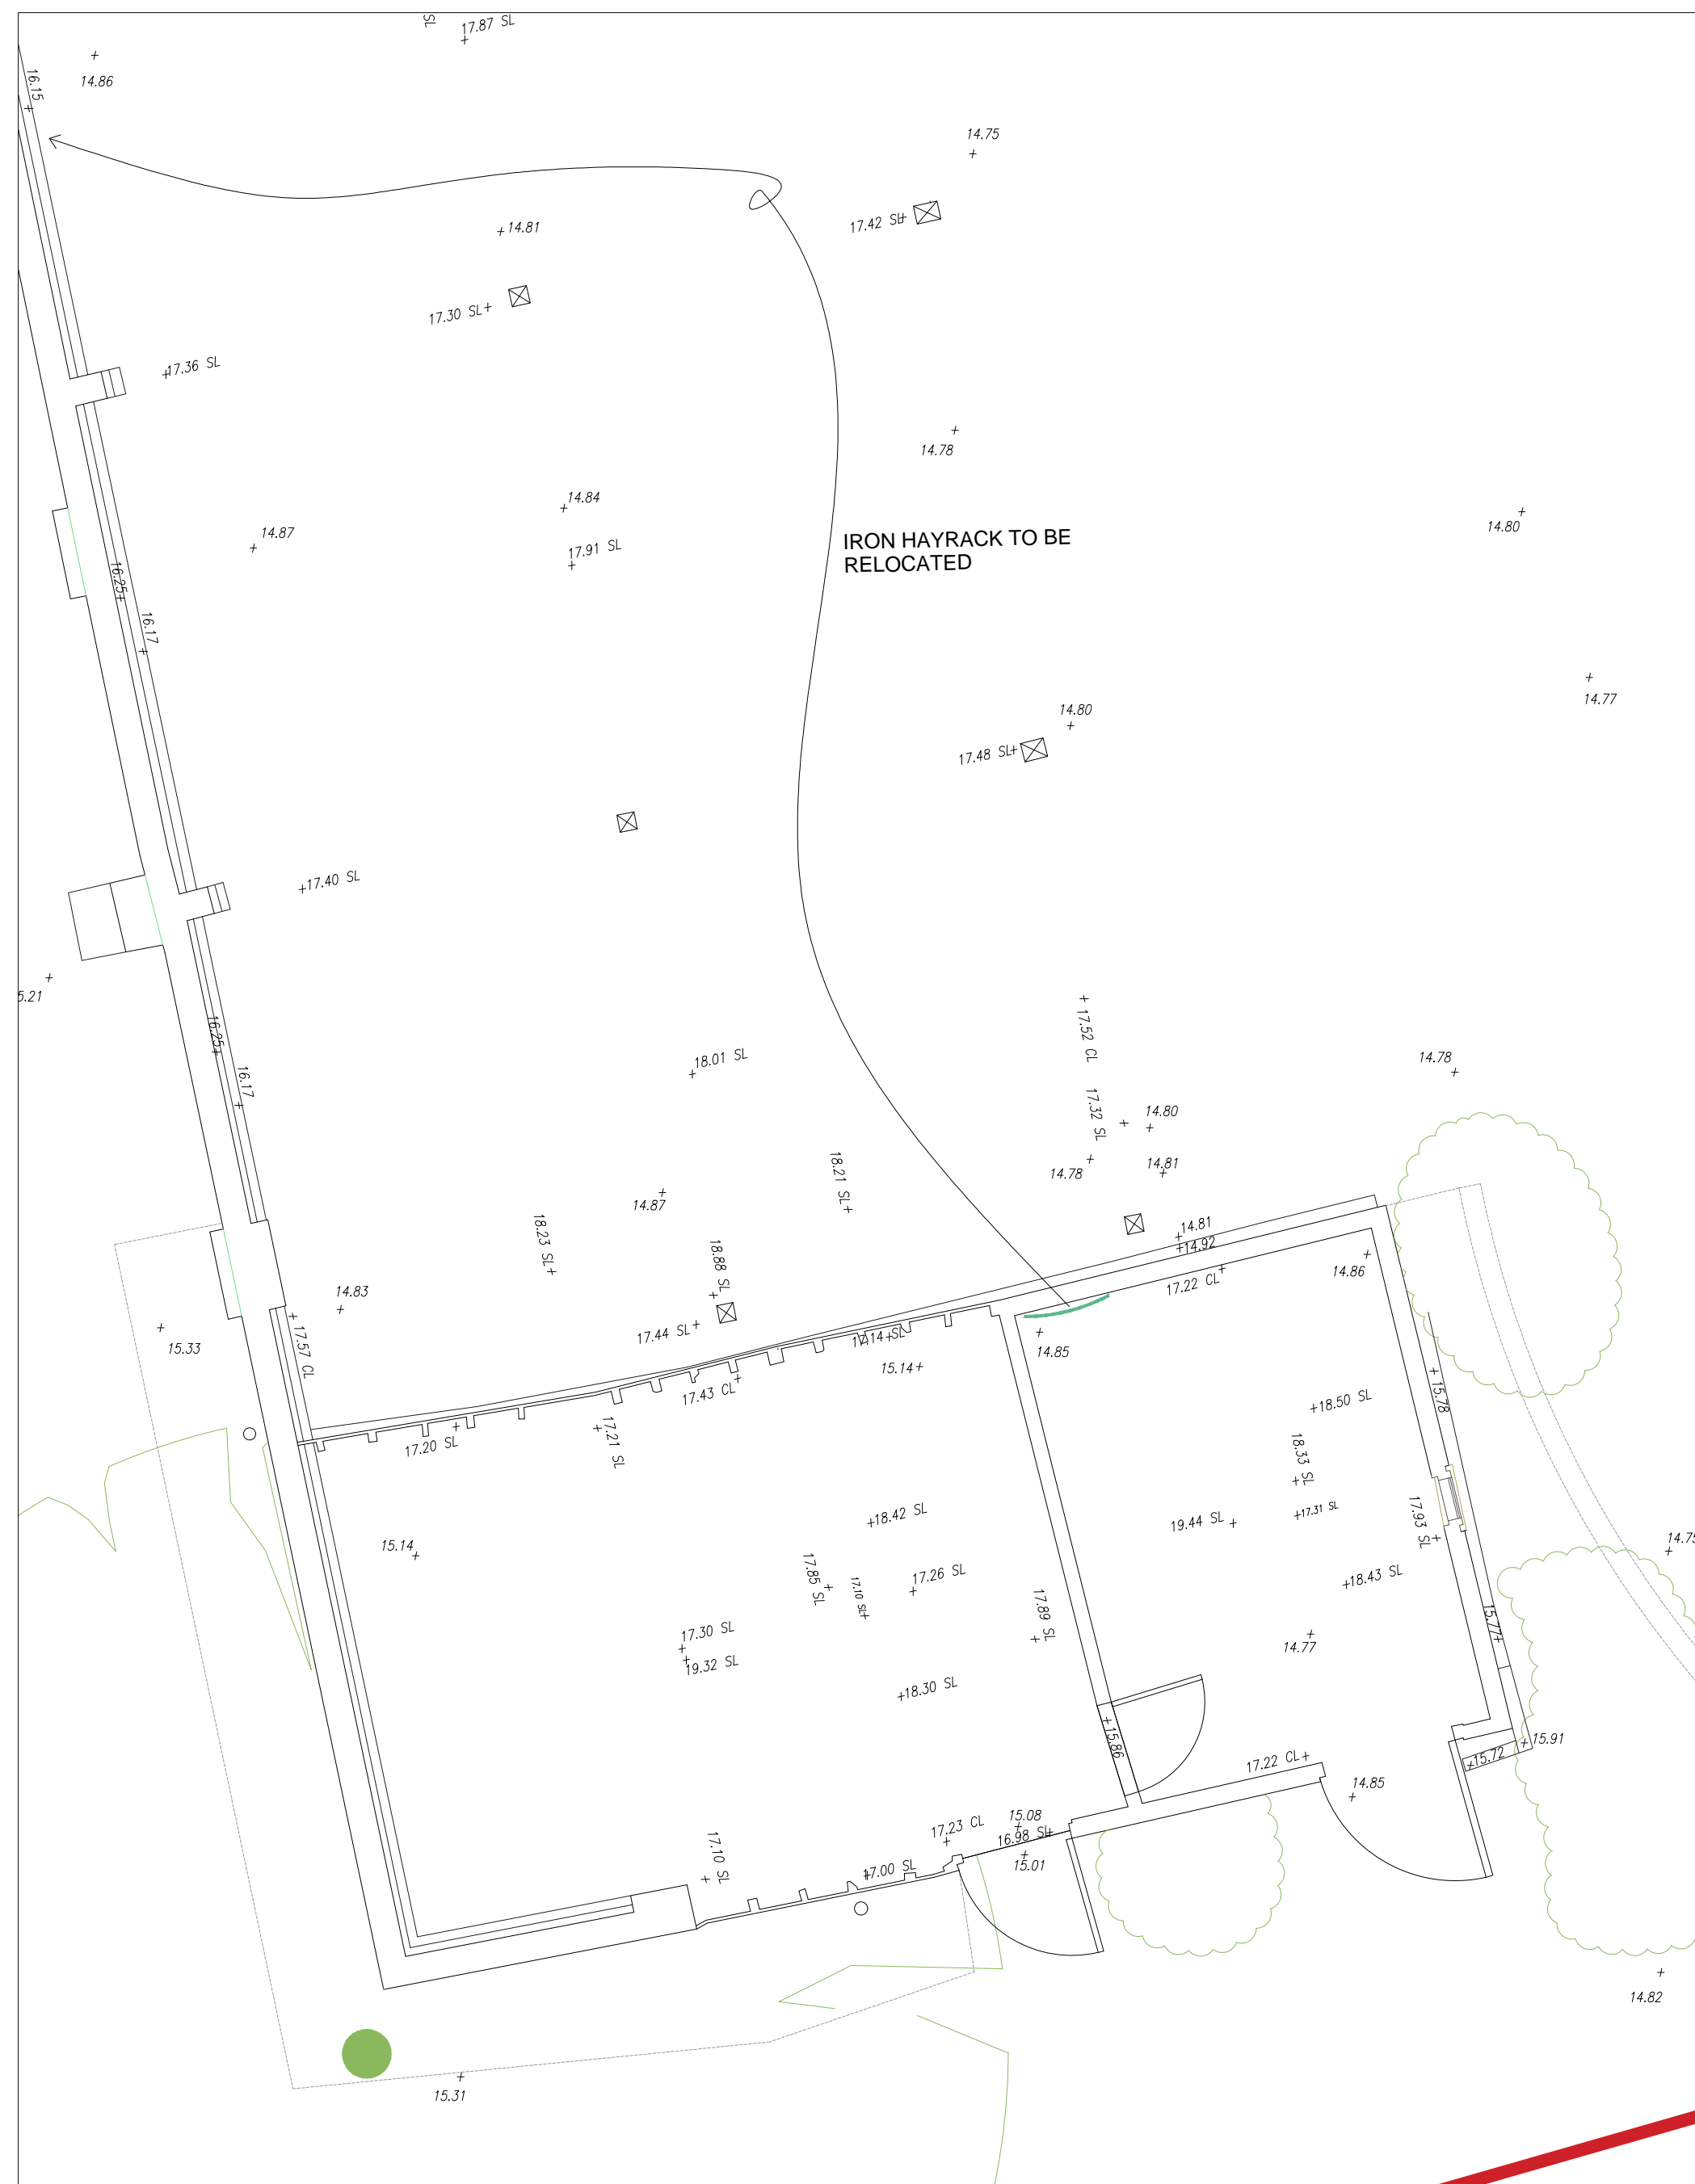 SL
17.87 SL
14.86
16.15
14.75
17.42 SL
14.81
17.30 SL
17.36 SL
14.78
14.84
14.80
14.87
IRON HAYRACK TO BE
RELOCATED
17.91 SL
16.25
16.17
14.77
14.80
17.48 SL
17.40 SL
5.21
17.52 CL
16.25
18.01 SL
14.78
16.17
17.32 SL
14.80
14.78
14.81
18.21 SL
14.87
18.23 SL
14.81
14.92
18.88 SL
14.86
17.22 CL
14.83
17.44 SL
17.14 SL
15.33
17.57 CL
14.85
15.14
15.78
17.43 CL
18.50 SL
17.20 SL
17.21 SL
18.33 SL
17.31 SL
18.42 SL
19.44 SL
17.93 SL
15.14
14.75
17.85 SL
17.10 SL
17.26 SL
18.43 SL
17.89 SL
15.77
17.30 SL
14.77
19.32 SL
18.30 SL
15.86
15.91
17.22 CL
15.72
14.85
15.08
17.23 CL
16.98 SL
15.01
17.10 SL
17.00 SL
14.82
15.31